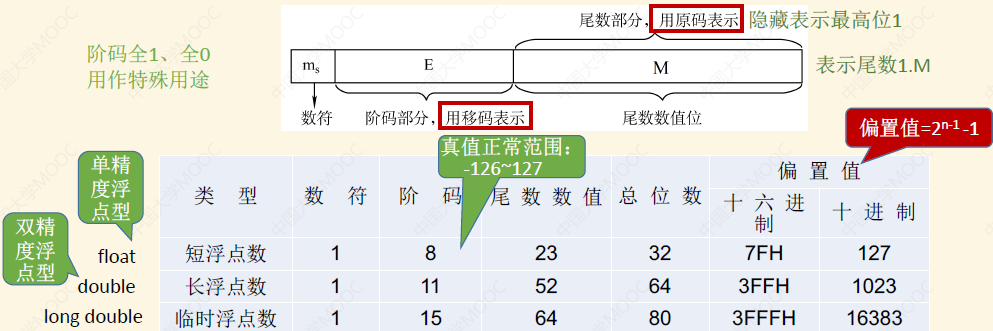 尾数部分，用原码表示 隐藏表示最高位1
阶码全1、全0
用作特殊用途
mₛ E M
表示尾数1.M
数符 阶码部分，用移码表示 尾数数值位
偏置值=2ⁿ⁻¹-1
真值正常范围：
-126~127
单精
度浮
点型
双精
度浮
点型
类 型 数 符 阶 码 尾 数 数 值 总 位 数 偏 置 值
十 六 进
制 十 进 制
float 短浮点数 1 8 23 32 7FH 127
double 长浮点数 1 11 52 64 3FFH 1023
long double 临时浮点数 1 15 64 80 3FFFH 16383
中国大学MOOC